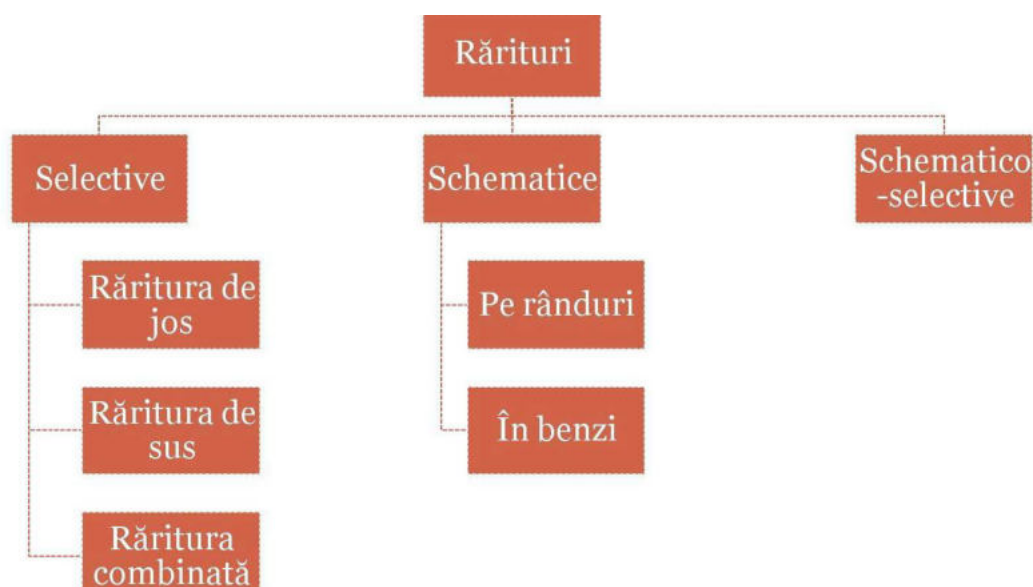 Rărituri
Selective
Schematice
Schematico
-selective
Răritura de
jos
Pe rânduri
Răritura de
sus
În benzi
Răritura
combinată